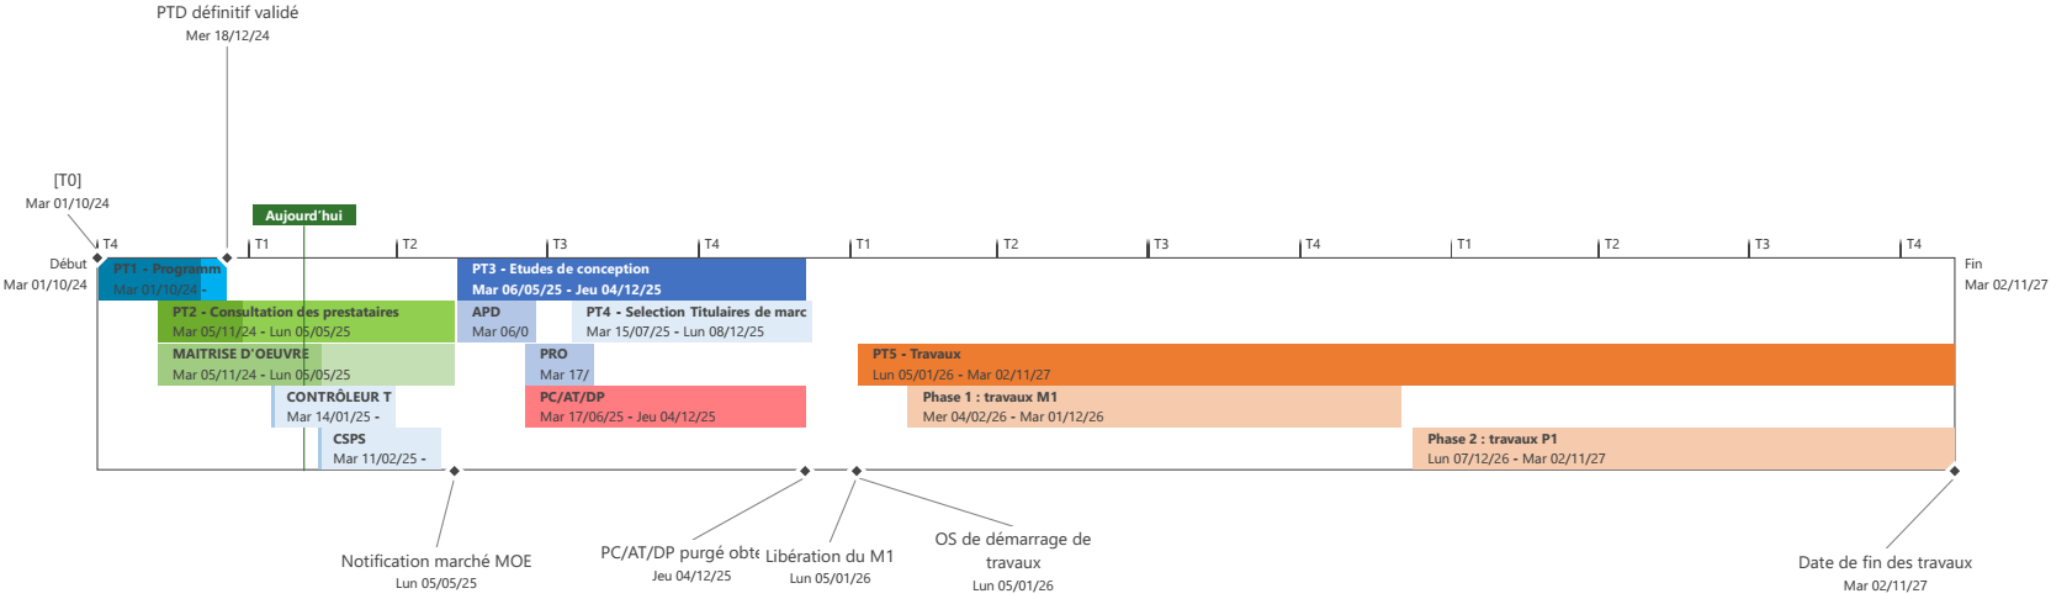 PTD définitif validé
Mer 18/12/24
[T0]
Mar 01/10/24
Aujourd'hui
T4 T1 T2 T3 T4 T1 T2 T3 T4 T1 T2 T3 T4
Début
Mar 01/10/24
Fin
Mar 02/11/27
PT1 - Programm
Mar 01/10/24 -
PT3 - Etudes de conception
Mar 06/05/25 - Jeu 04/12/25
PT2 - Consultation des prestataires
Mar 05/11/24 - Lun 05/05/25
APD
Mar 06/0
PT4 - Selection Titulaires de marc
Mar 15/07/25 - Lun 08/12/25
MAITRISE D'OEUVRE
Mar 05/11/24 - Lun 05/05/25
PRO
Mar 17/
PT5 - Travaux
Lun 05/01/26 - Mar 02/11/27
CONTRÔLEUR T
Mar 14/01/25 -
PC/AT/DP
Mar 17/06/25 - Jeu 04/12/25
Phase 1 : travaux M1
Mer 04/02/26 - Mar 01/12/26
CSPS
Mar 11/02/25 -
Phase 2 : travaux P1
Lun 07/12/26 - Mar 02/11/27
Notification marché MOE
Lun 05/05/25
PC/AT/DP purgé obte
Jeu 04/12/25
Libération du M1
Lun 05/01/26
OS de démarrage de
travaux
Lun 05/01/26
Date de fin des travaux
Mar 02/11/27